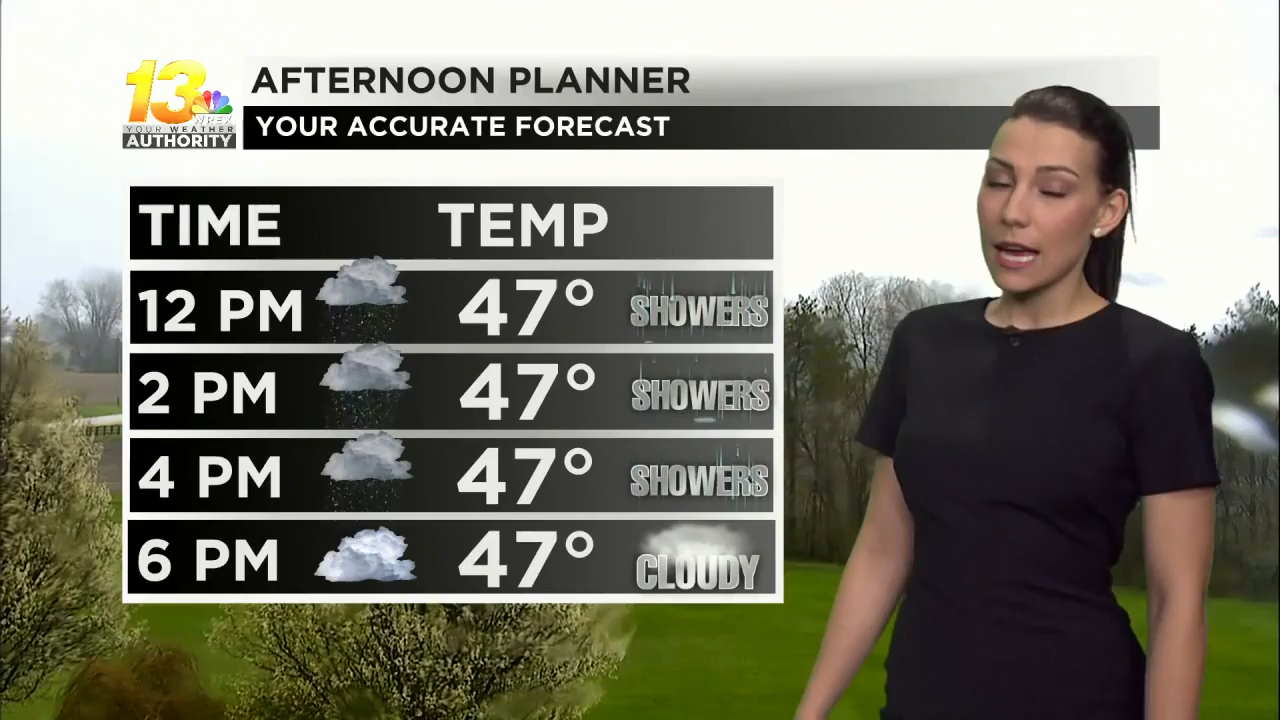 13
WREX
YOUR WEATHER
AUTHORITY
AFTERNOON PLANNER
YOUR ACCURATE FORECAST
TIME TEMP
12 PM 47° SHOWERS
2 PM 47° SHOWERS
4 PM 47° SHOWERS
6 PM 47° CLOUDY